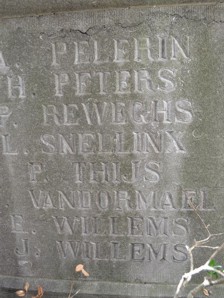 A. PELERIN
H PETERS
P. REWEGHS
L. SNELLINX
P. THIJS
VANDORMAEL
E. WILLEMS
J. WILLEMS